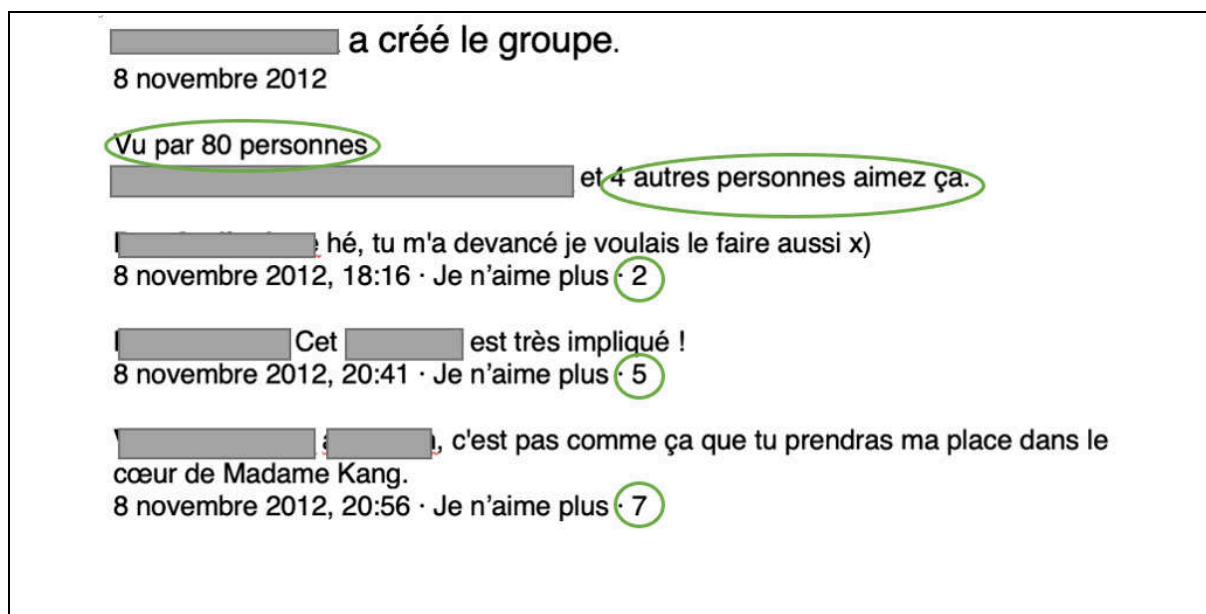 a créé le groupe.
8 novembre 2012
Vu par 80 personnes
et 4 autres personnes aimez ça.
hé, tu m'a devancé je voulais le faire aussi x)
8 novembre 2012, 18:16 · Je n'aime plus · 2
Cet est très impliqué !
8 novembre 2012, 20:41 · Je n'aime plus · 5
, c'est pas comme ça que tu prendras ma place dans le
cœur de Madame Kang.
8 novembre 2012, 20:56 · Je n'aime plus · 7